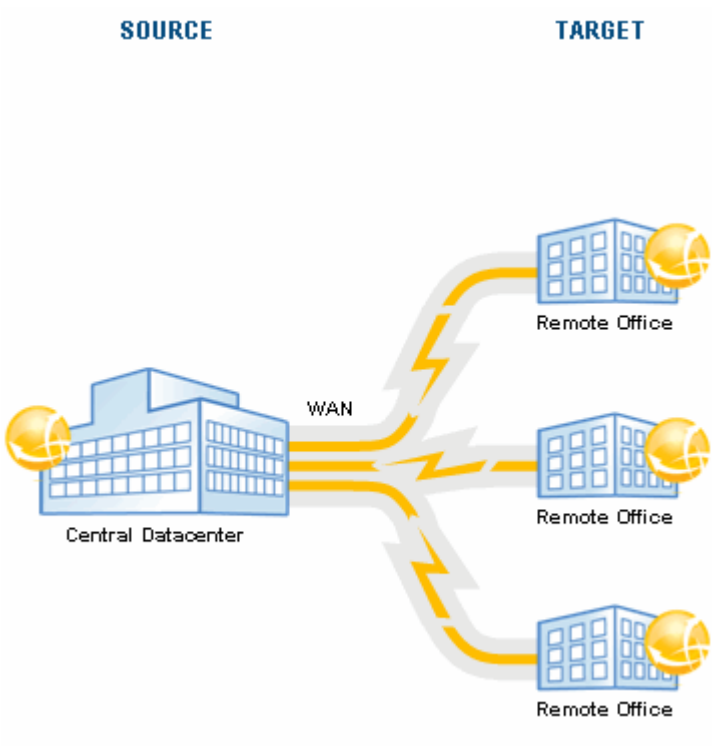 SOURCE
TARGET
Remote Office
WAN
Central Datacenter
Remote Office
Remote Office